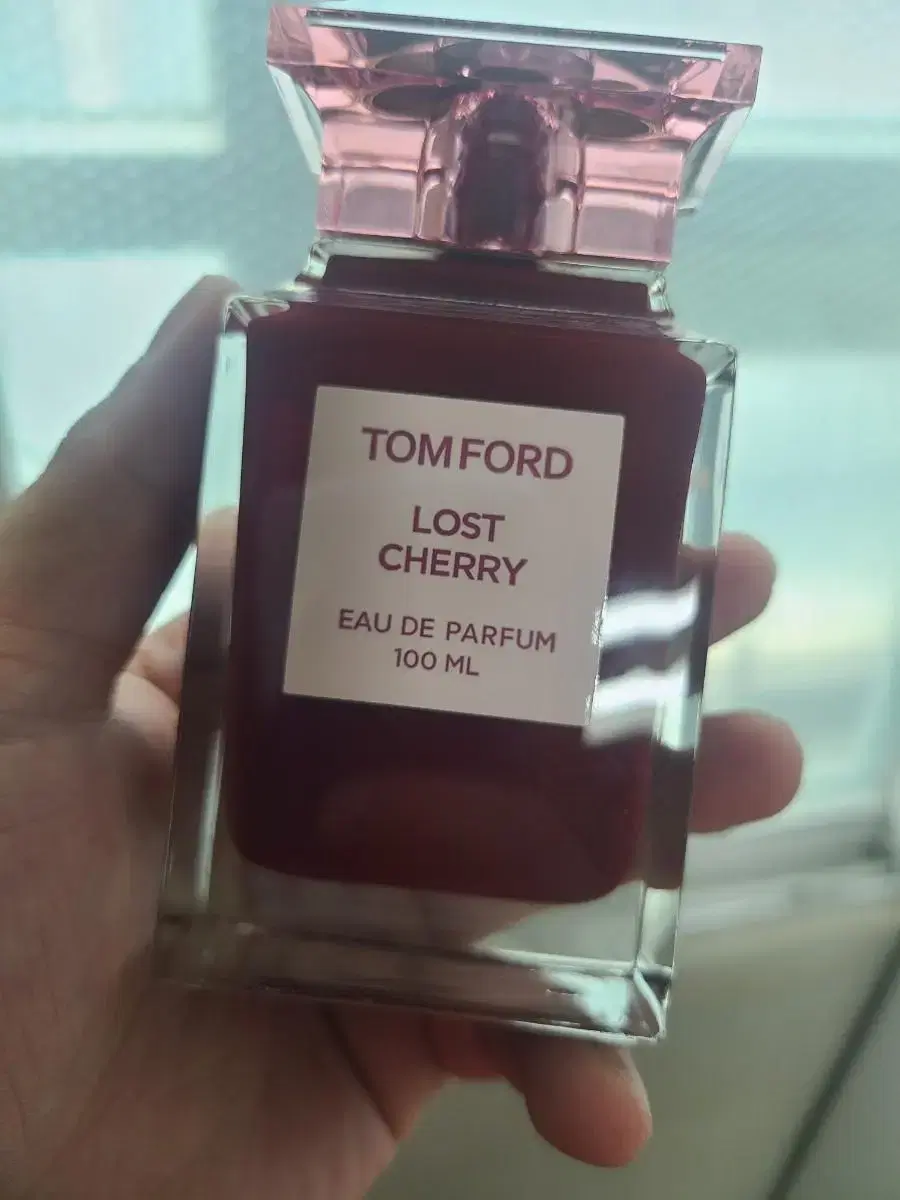 TOM FORD
LOST
CHERRY
EAU DE PARFUM
100 ML